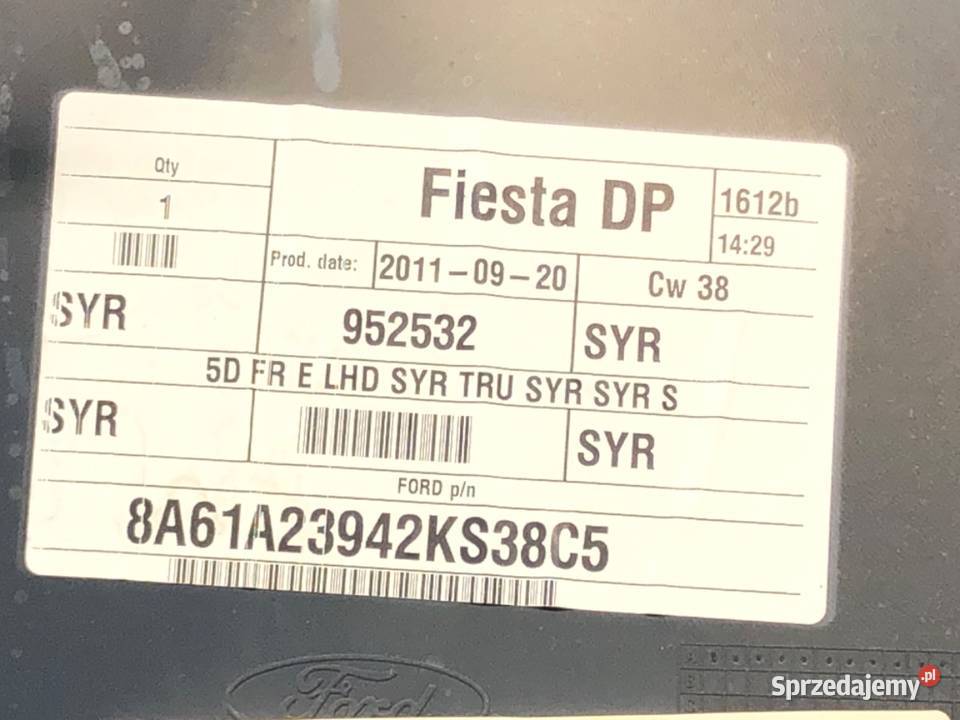 Qty
1
Fiesta DP
1612b
14:29
Prod. date:
2011-09-20
Cw 38
SYR
952532
SYR
5D FR E LHD SYR TRU SYR SYR S
SYR
SYR
FORD p/n
8A61A23942KS38C5
Ford
Sprzedajemy.pl